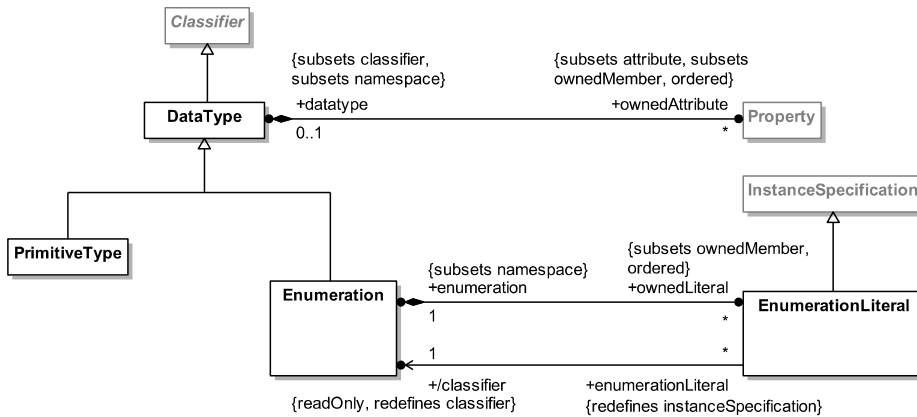 Classifier
{subsets classifier,
subsets namespace}
{subsets attribute, subsets
ownedMember, ordered}
DataType
+datatype
+ownedAttribute
Property
0..1
*
InstanceSpecification
PrimitiveType
{subsets namespace}
{subsets ownedMember,
ordered}
Enumeration
+enumeration
+ownedLiteral
EnumerationLiteral
1
*
1
*
+/classifier
+enumerationLiteral
{readOnly, redefines classifier}
{redefines instanceSpecification}